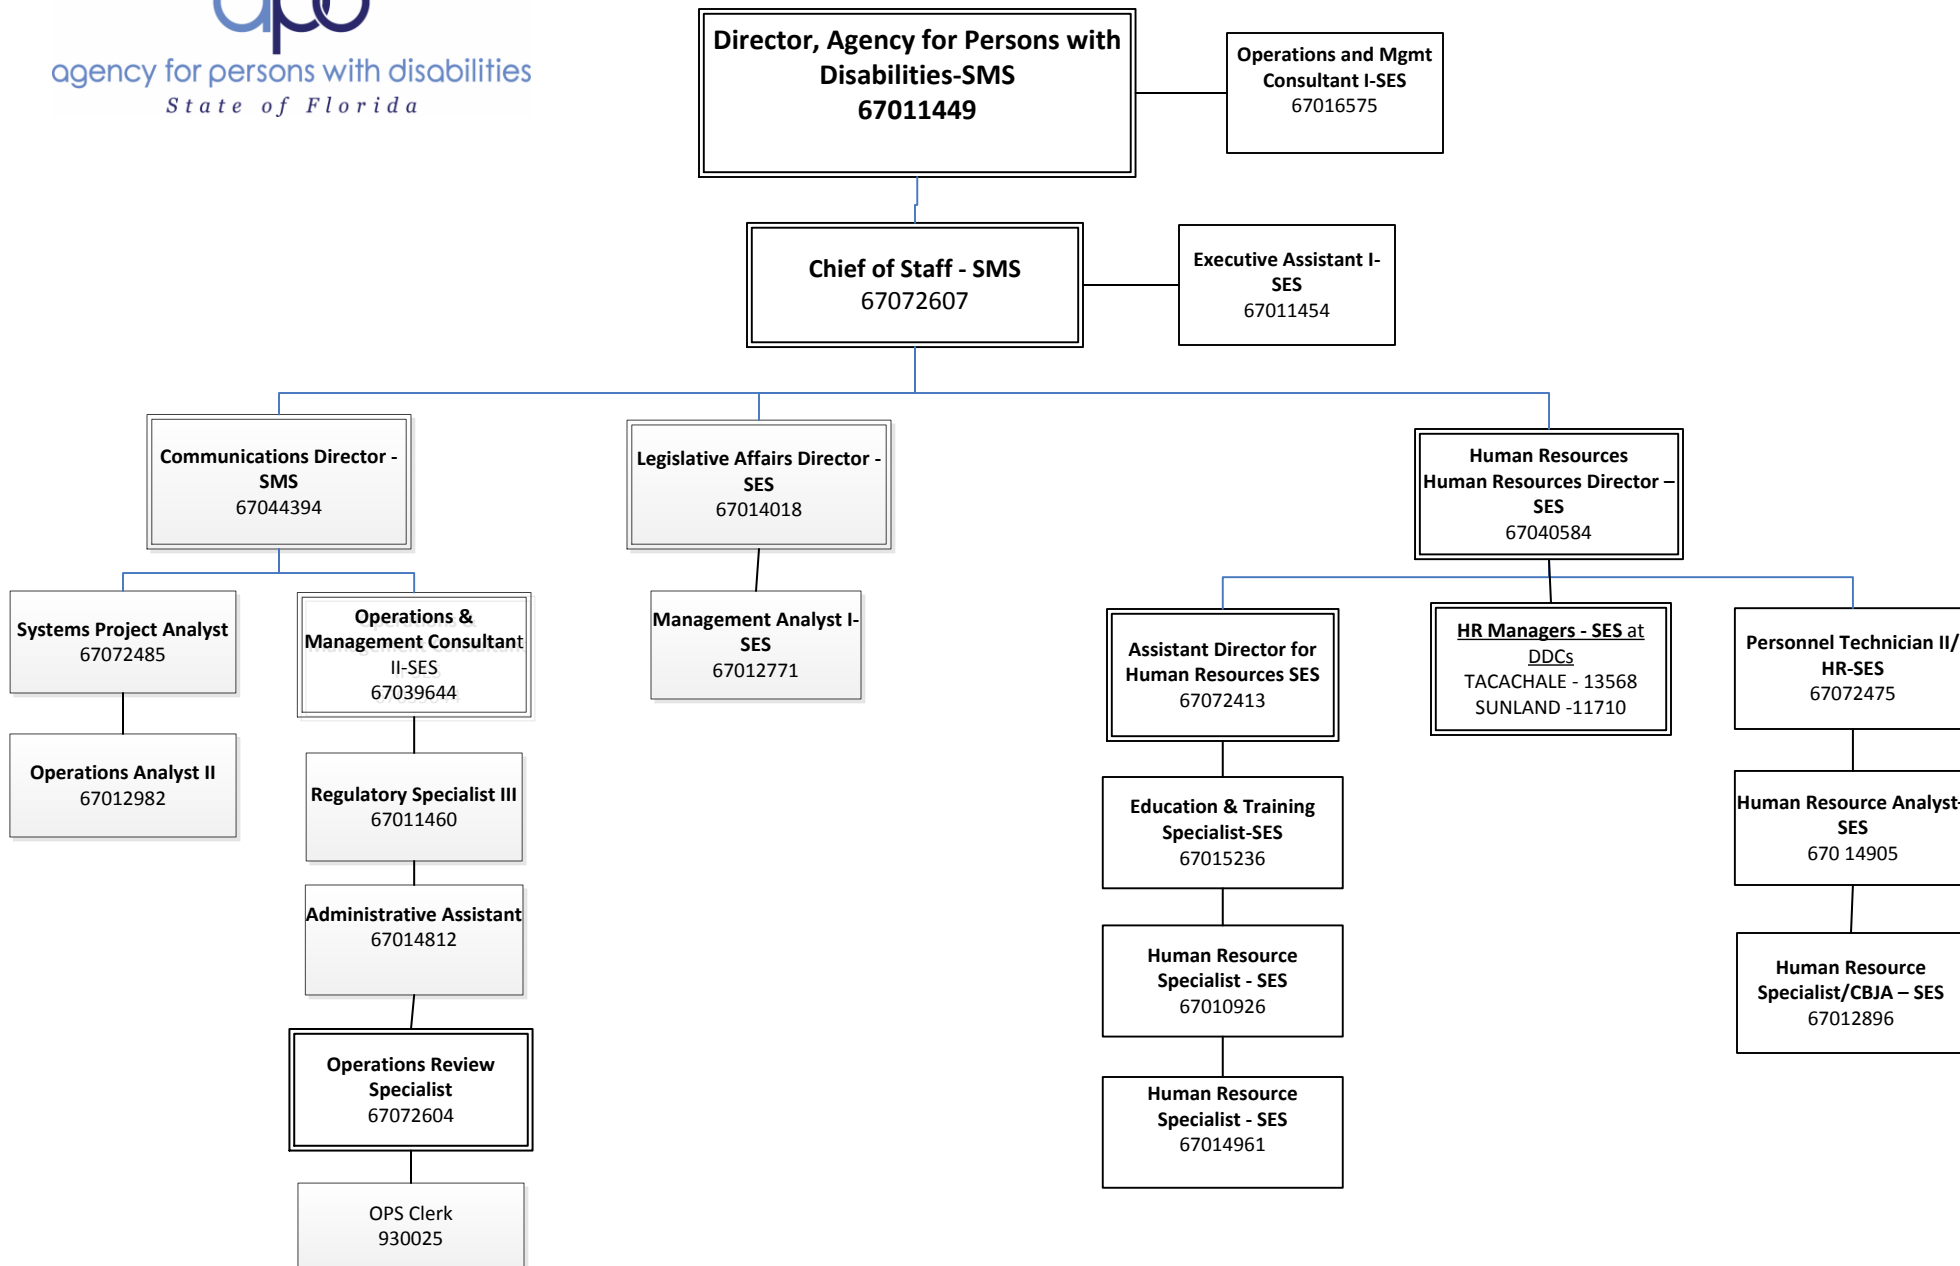 agency for persons with disabilities
State of Florida
Director, Agency for Persons with
Disabilities-SMS
67011449
Operations and Mgmt
Consultant I-SES
67016575
Chief of Staff - SMS
67072607
Executive Assistant I-
SES
67011454
Communications Director -
SMS
67044394
Legislative Affairs Director -
SES
67014018
Human Resources
Human Resources Director –
SES
67040584
Systems Project Analyst
67072485
Operations &
Management Consultant
II-SES
67039644
Management Analyst I-
SES
67012771
Assistant Director for
Human Resources SES
67072413
HR Managers - SES at
DDCs
TACACHALE - 13568
SUNLAND -11710
Personnel Technician II/
HR-SES
67072475
Operations Analyst II
67012982
Regulatory Specialist III
67011460
Education & Training
Specialist-SES
67015236
Human Resource Analyst-
SES
670 14905
Administrative Assistant
67014812
Human Resource
Specialist - SES
67010926
Human Resource
Specialist/CBJA – SES
67012896
Operations Review
Specialist
67072604
Human Resource
Specialist - SES
67014961
OPS Clerk
930025